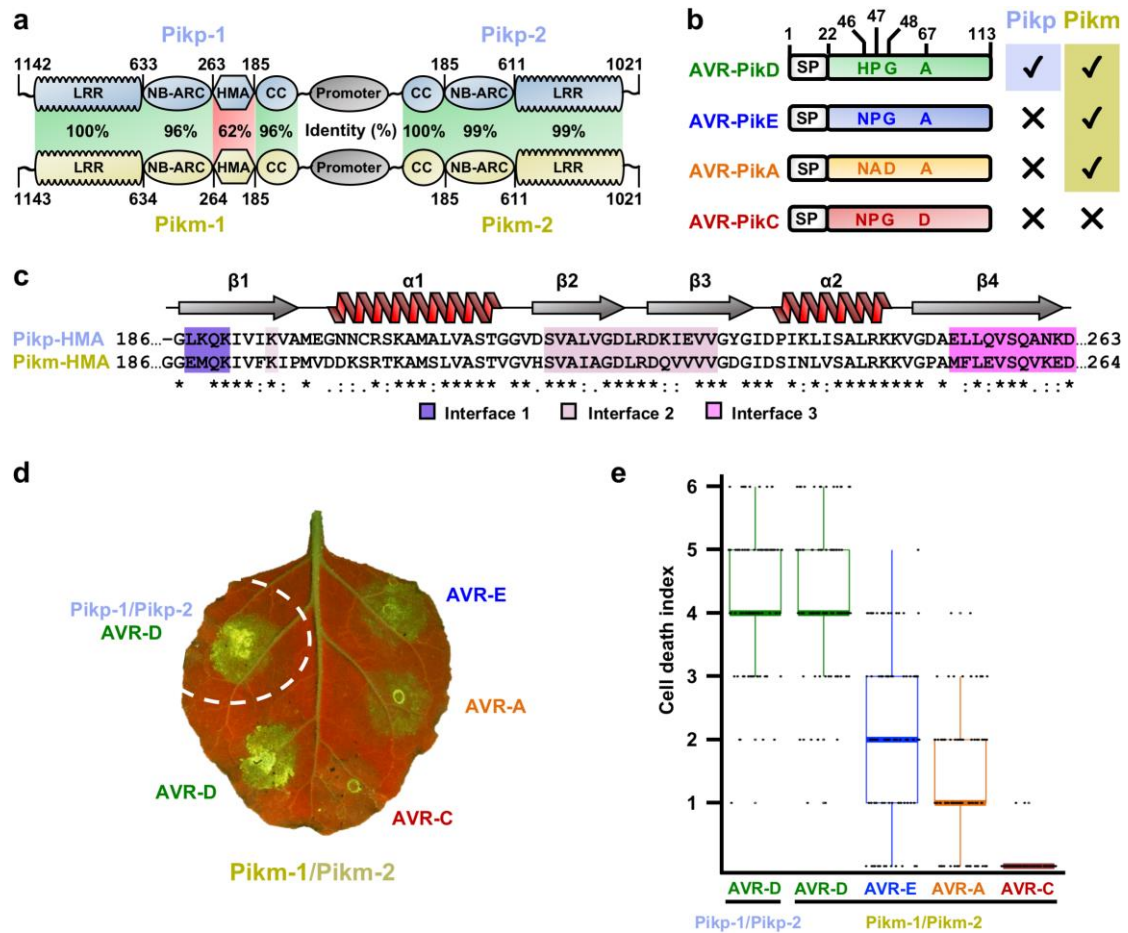 a
Pikp-1 Pikp-2
1142 633 263 185 185 611 1021
LRR NB-ARC HMA CC Promoter CC NB-ARC LRR
100% 96% 62% 96% Identity (%) 100% 99% 99%
LRR NB-ARC HMA CC Promoter CC NB-ARC LRR
1143 634 264 185 185 611 1021
Pikm-1 Pikm-2
b
46 47 48
1 22 67 113
Pikp Pikm
AVR-PikD SP HPG A ✓ ✓
AVR-PikE SP NPG A ✕ ✓
AVR-PikA SP NAD A ✕ ✓
AVR-PikC SP NPG D ✕ ✕
c
β1 α1 β2 β3 α2 β4
Pikp-HMA 186...-GLKQKIVIKVAMEGNNCRSKAMALVASTGGVDSVALVGDLRDKIEVVGYGIDPIKLISALRKKVGDAELLQVSQANKD...263
Pikm-HMA 186...GGEMQKIVFKIPMVDDKSRTKAMSLVASTVGVHSVAIAGDLRDQVVVVGDGIDSINLVSALRKKVGPAMFLEVSQVKED...264
Interface 1 Interface 2 Interface 3
d
Pikp-1/Pikp-2
AVR-D
AVR-E
AVR-A
AVR-D
AVR-C
Pikm-1/Pikm-2
e
Cell death index
6
5
4
3
2
1
AVR-D AVR-D AVR-E AVR-A AVR-C
Pikp-1/Pikp-2 Pikm-1/Pikm-2